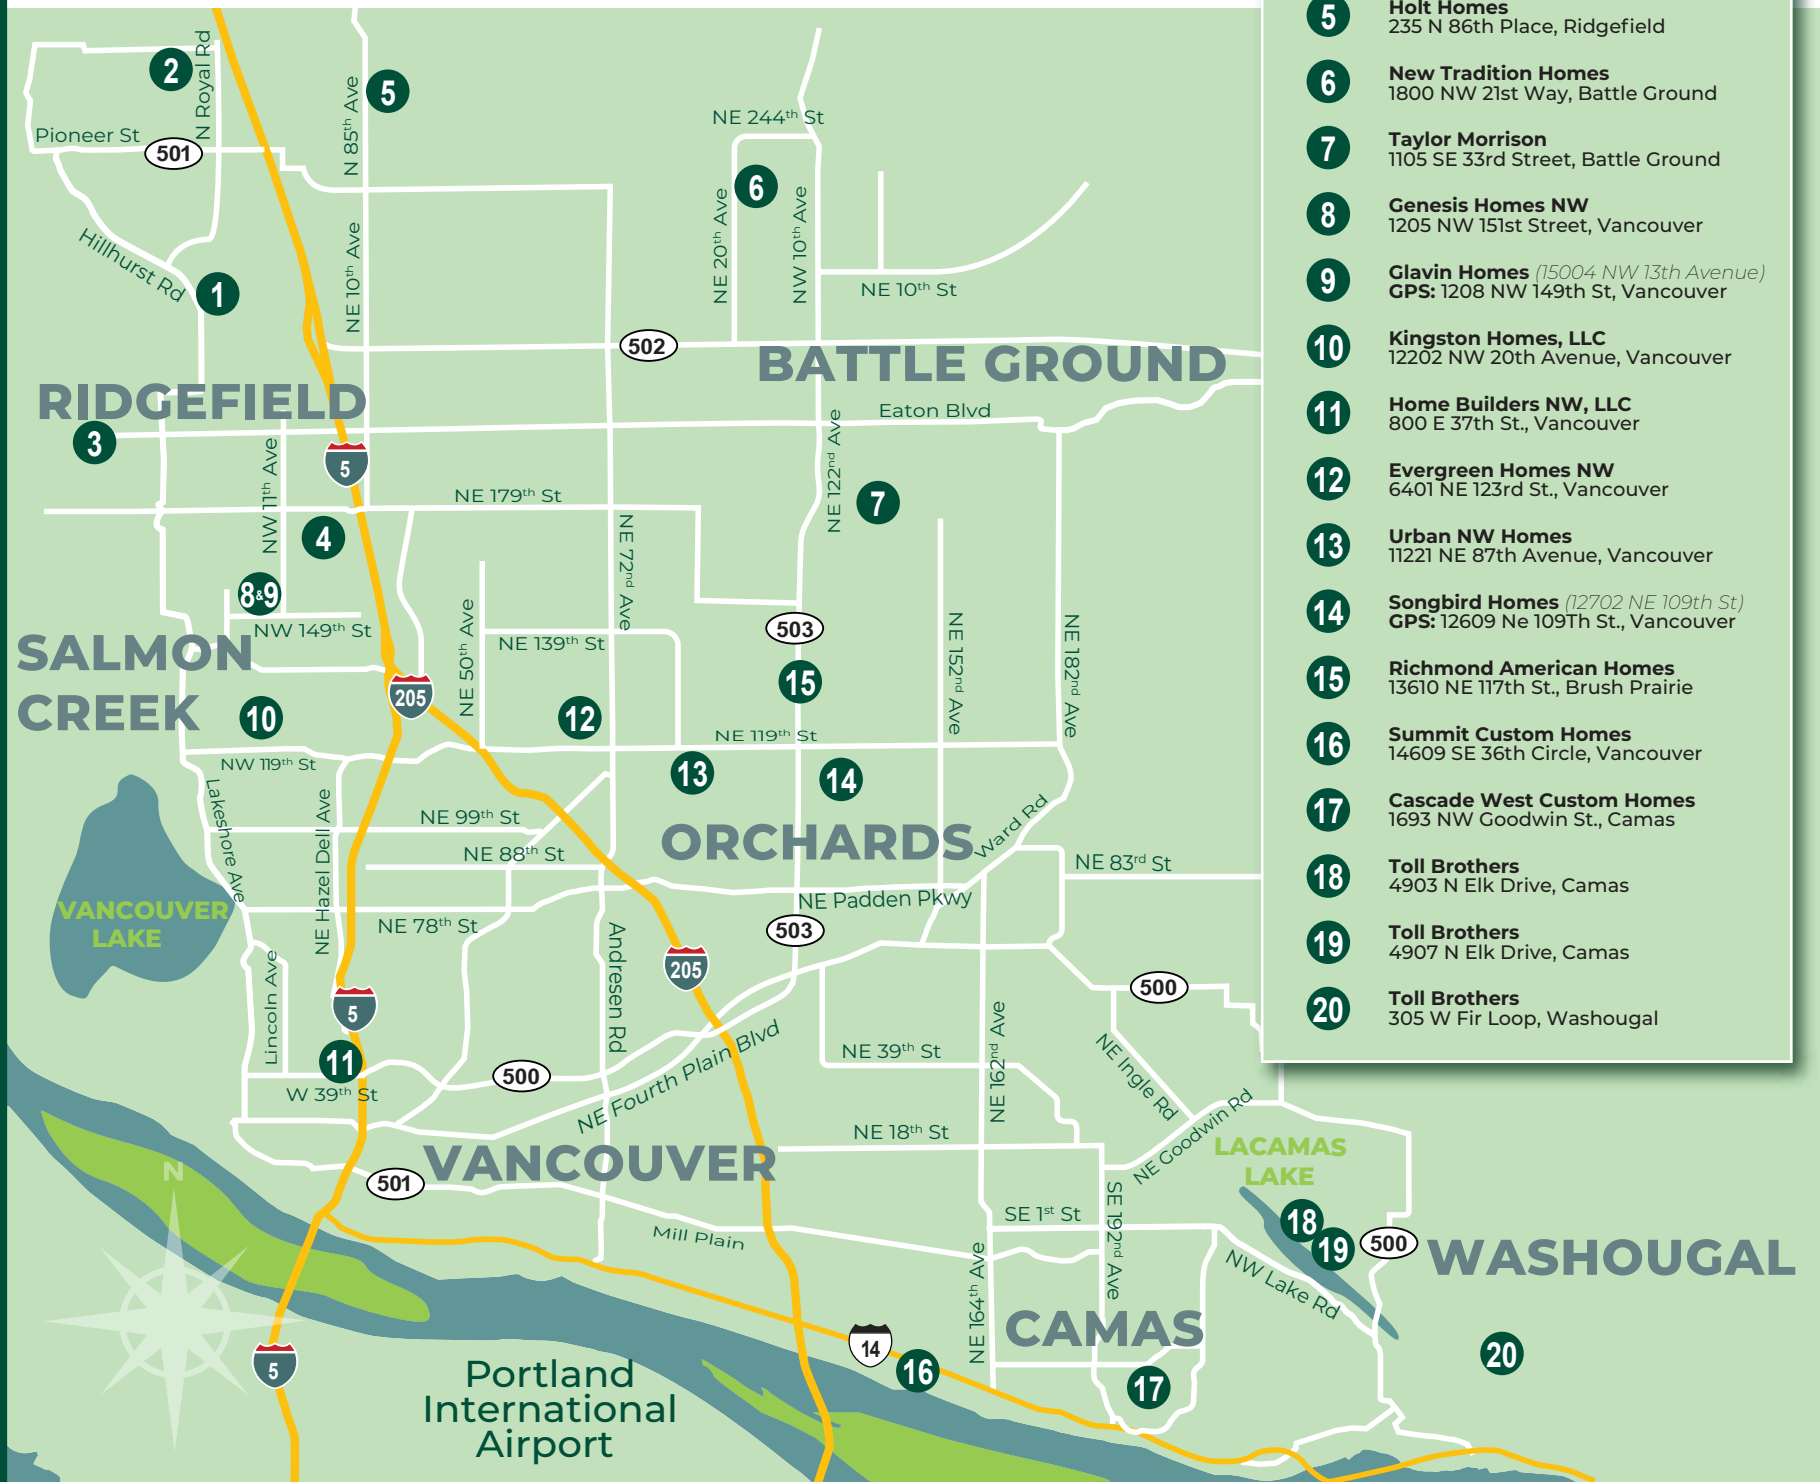 5
Holt Homes
235 N 86th Place, Ridgefield
6
New Tradition Homes
1800 NW 21st Way, Battle Ground
7
Taylor Morrison
1105 SE 33rd Street, Battle Ground
8
Genesis Homes NW
1205 NW 151st Street, Vancouver
9
Glavin Homes (15004 NW 13th Avenue)
GPS: 1208 NW 149th St, Vancouver
10
Kingston Homes, LLC
12202 NW 20th Avenue, Vancouver
11
Home Builders NW, LLC
800 E 37th St., Vancouver
12
Evergreen Homes NW
6401 NE 123rd St., Vancouver
13
Urban NW Homes
11221 NE 87th Avenue, Vancouver
14
Songbird Homes (12702 NE 109th St)
GPS: 12609 Ne 109Th St., Vancouver
15
Richmond American Homes
13610 NE 117th St., Brush Prairie
16
Summit Custom Homes
14609 SE 36th Circle, Vancouver
17
Cascade West Custom Homes
1693 NW Goodwin St., Camas
18
Toll Brothers
4903 N Elk Drive, Camas
19
Toll Brothers
4907 N Elk Drive, Camas
20
Toll Brothers
305 W Fir Loop, Washougal
2
N Royal Rd
5
N 85th Ave
Pioneer St
501
NE 244th St
6
NE 20th Ave
NW 10th Ave
Hillhurst Rd
1
NE 10th Ave
NE 10th St
502
BATTLE GROUND
RIDGEFIELD
3
Eaton Blvd
5
NW 11th Ave
NE 122nd Ave
NE 179th St
7
4
NE 72nd Ave
8&9
NW 149th St
NE 50th Ave
NE 139th St
503
NE 152nd Ave
NE 182nd Ave
SALMON
CREEK
205
15
10
12
NE 119th St
NW 119th St
13
14
Lakeshore Ave
NE Hazel Dell Ave
NE 99th St
ORCHARDS
Ward Rd
NE 88th St
NE 83rd St
VANCOUVER
LAKE
NE Padden Pkwy
NE 78th St
503
Andresen Rd
205
Lincoln Ave
5
500
11
W 39th St
500
NE Fourth Plain Blvd
NE 39th St
NE 162nd Ave
NE Ingle Rd
NE Goodwin Rd
NE 18th St
LACAMAS
LAKE
VANCOUVER
N
501
SE 1st St
SE 192nd Ave
18
19
500
WASHOUGAL
Mill Plain
NE 164th Ave
NW Lake Rd
CAMAS
14
16
5
17
20
Portland
International
Airport